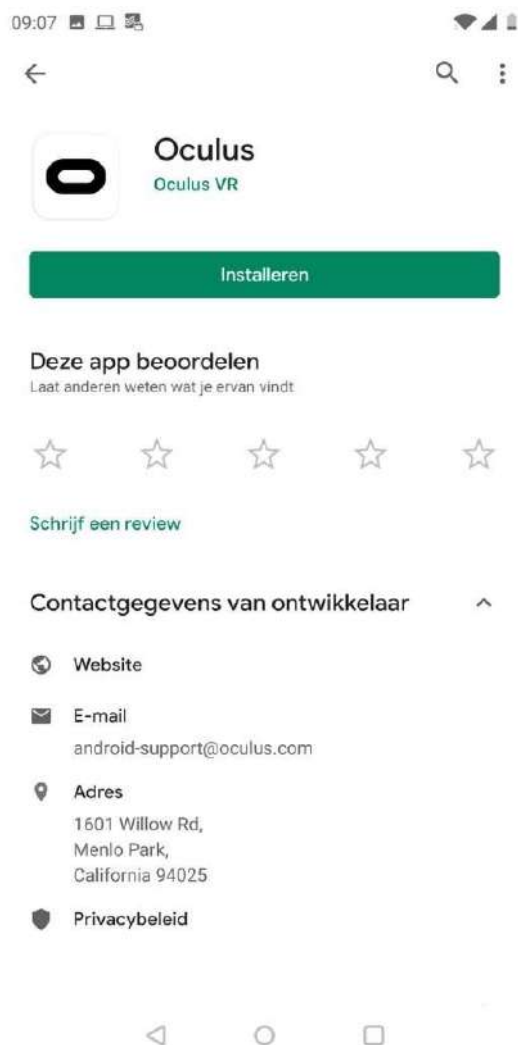 09:07
Oculus
Oculus VR
Installeren
Deze app beoordelen
Laat anderen weten wat je ervan vindt
Schrijf een review
Contactgegevens van ontwikkelaar
Website
E-mail
android-support@oculus.com
Adres
1601 Willow Rd,
Menlo Park,
California 94025
Privacybeleid